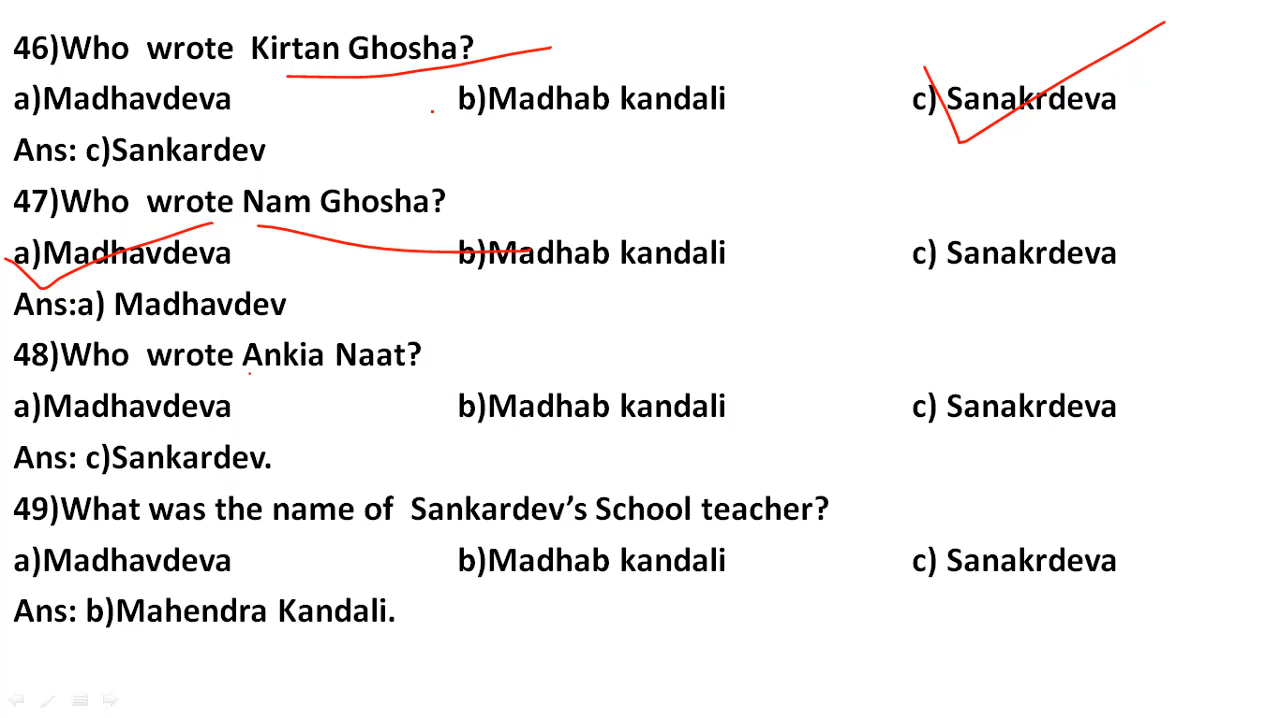 46)Who wrote Kirtan Ghosha?
a)Madhavdeva b)Madhab kandali c) Sanakrdeva
Ans: c)Sankardev
47)Who wrote Nam Ghosha?
a)Madhavdeva b)Madhab kandali c) Sanakrdeva
Ans:a) Madhavdev
48)Who wrote Ankia Naat?
a)Madhavdeva b)Madhab kandali c) Sanakrdeva
Ans: c)Sankardev.
49)What was the name of Sankardev’s School teacher?
a)Madhavdeva b)Madhab kandali c) Sanakrdeva
Ans: b)Mahendra Kandali.